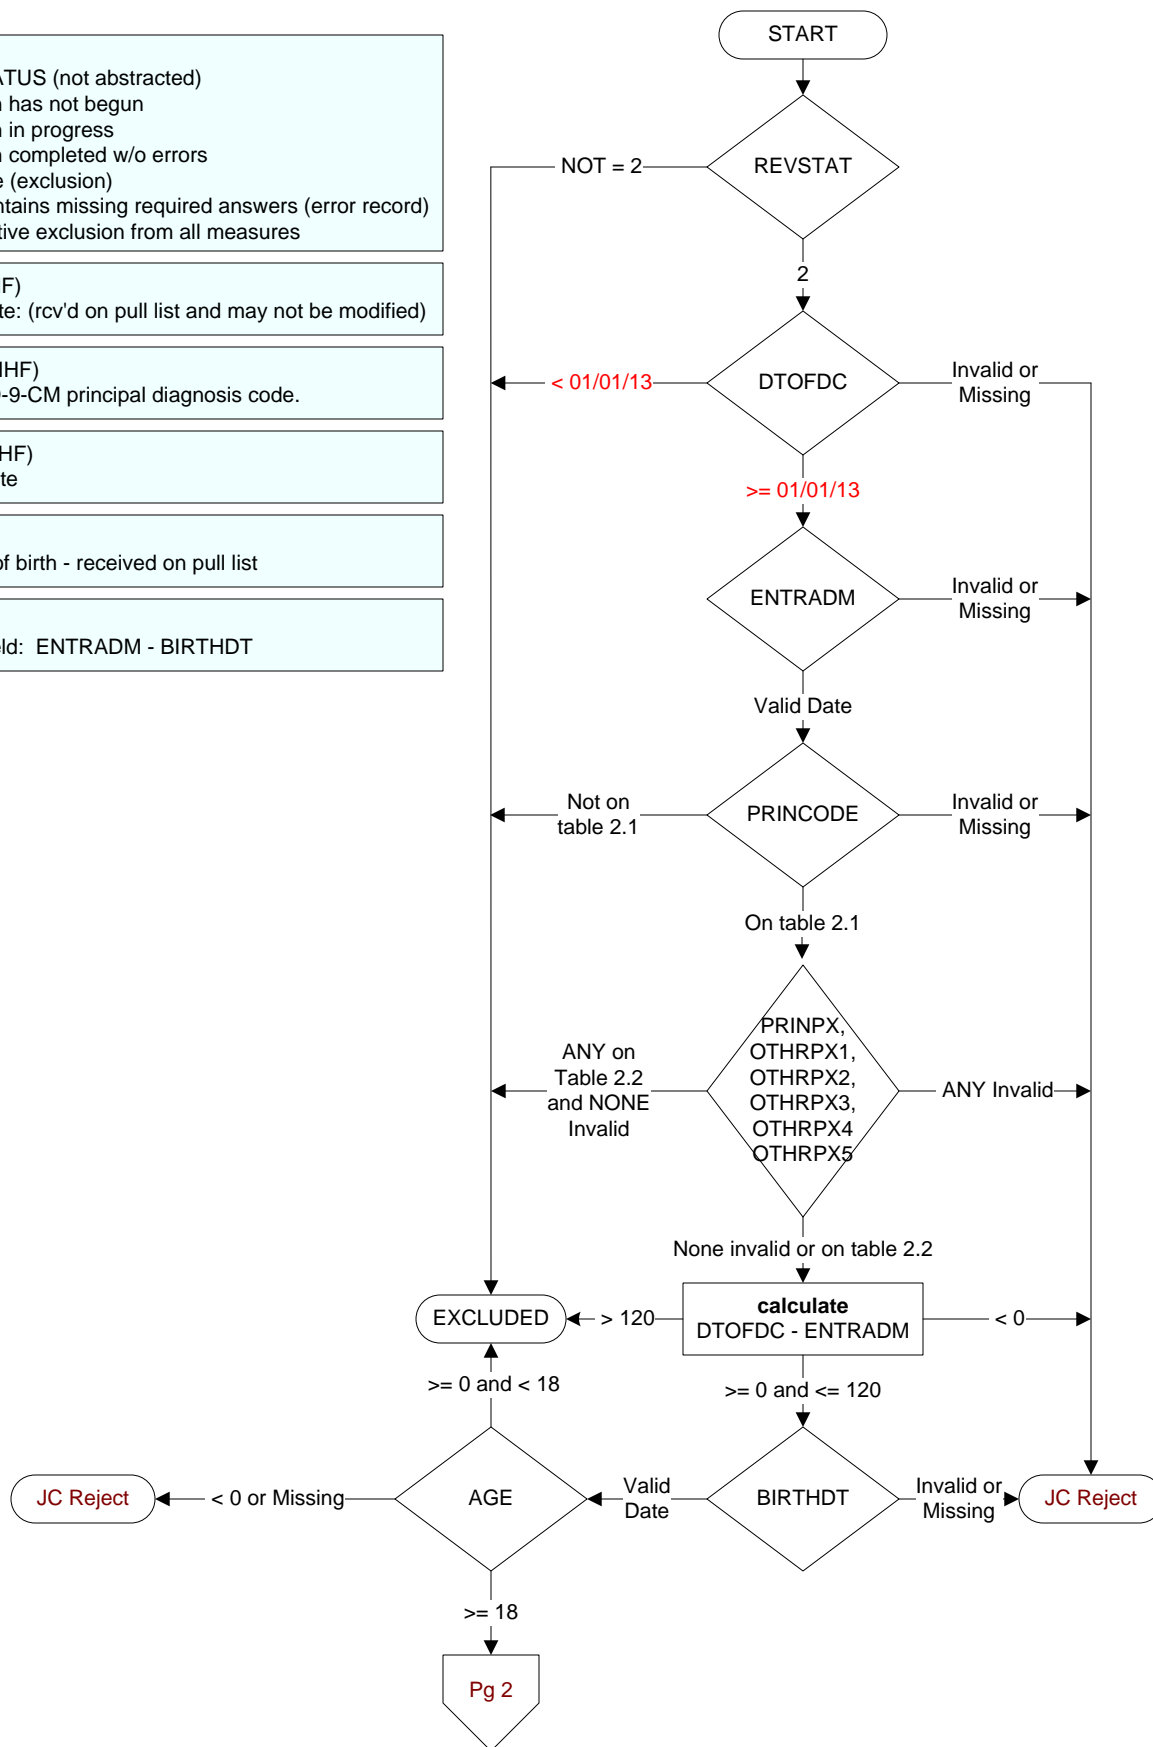 ATUS (not abstracted)
has not begun
in progress
completed w/o errors
(exclusion)
ntains missing required answers (error record)
tive exclusion from all measures
F)
te: (rcv'd on pull list and may not be modified)
HF)
-9-CM principal diagnosis code.
HF)
te
of birth - received on pull list
eld: ENTRADM - BIRTHDT
START
NOT = 2
REVSTAT
2
< 01/01/13
DTOFDC
Invalid or
Missing
>= 01/01/13
ENTRADM
Invalid or
Missing
Valid Date
Not on
table 2.1
PRINCODE
Invalid or
Missing
On table 2.1
ANY on
Table 2.2
and NONE
Invalid
PRINPX,
OTHRPX1,
OTHRPX2,
OTHRPX3,
OTHRPX4
OTHRPX5
ANY Invalid
None invalid or on table 2.2
EXCLUDED
> 120
calculate
DTOFDC - ENTRADM
< 0
>= 0 and < 18
>= 0 and <= 120
JC Reject
< 0 or Missing
AGE
Valid
Date
BIRTHDT
Invalid or
Missing
JC Reject
>= 18
Pg 2